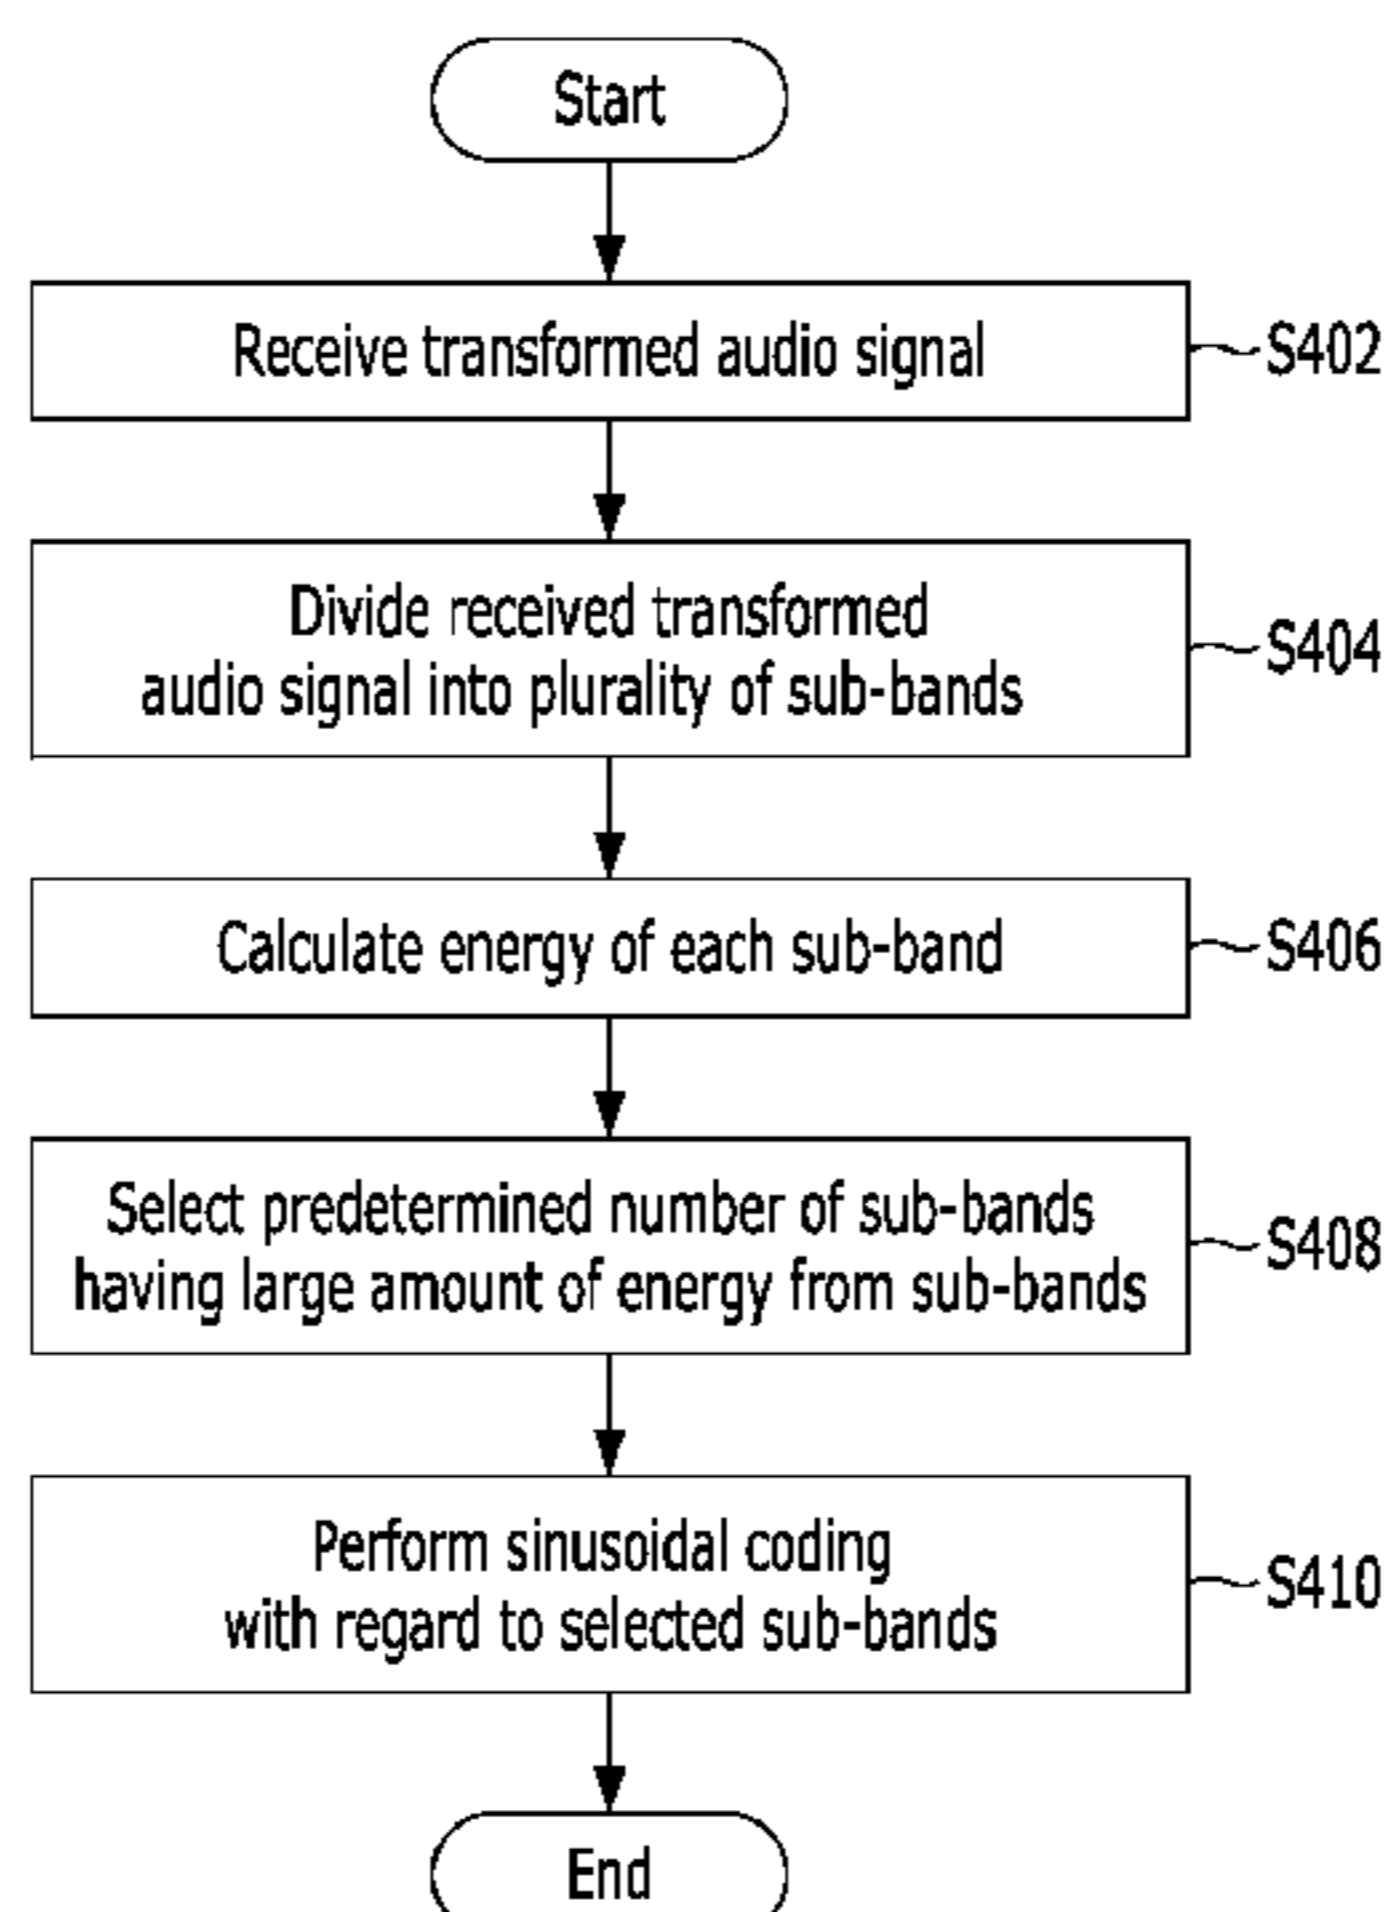 Start
Receive transformed audio signal
S402
Divide received transformed
audio signal into plurality of sub-bands
S404
Calculate energy of each sub-band
S406
Select predetermined number of sub-bands
having large amount of energy from sub-bands
S408
Perform sinusoidal coding
with regard to selected sub-bands
S410
End